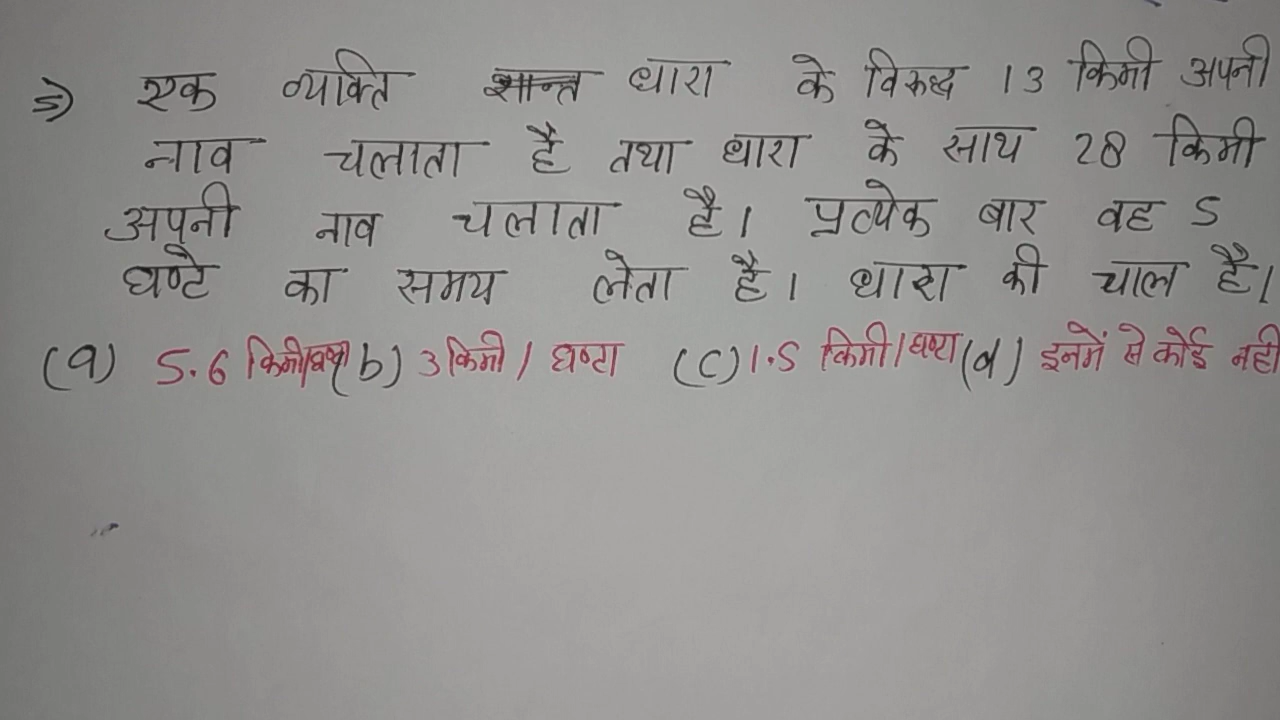 5) एक व्यक्ति शान्त धारा के विरुद्ध 13 किमी अपनी
नाव चलाता है तथा धारा के साथ 28 किमी
अपनी नाव चलाता है। प्रत्येक बार वह 5
घण्टे का समय लेता है। धारा की चाल है।
(a) 5.6 किमी/घण्टा (b) 3 किमी / घण्टा (c) 1.5 किमी/घण्टा (d) इनमें से कोई नही